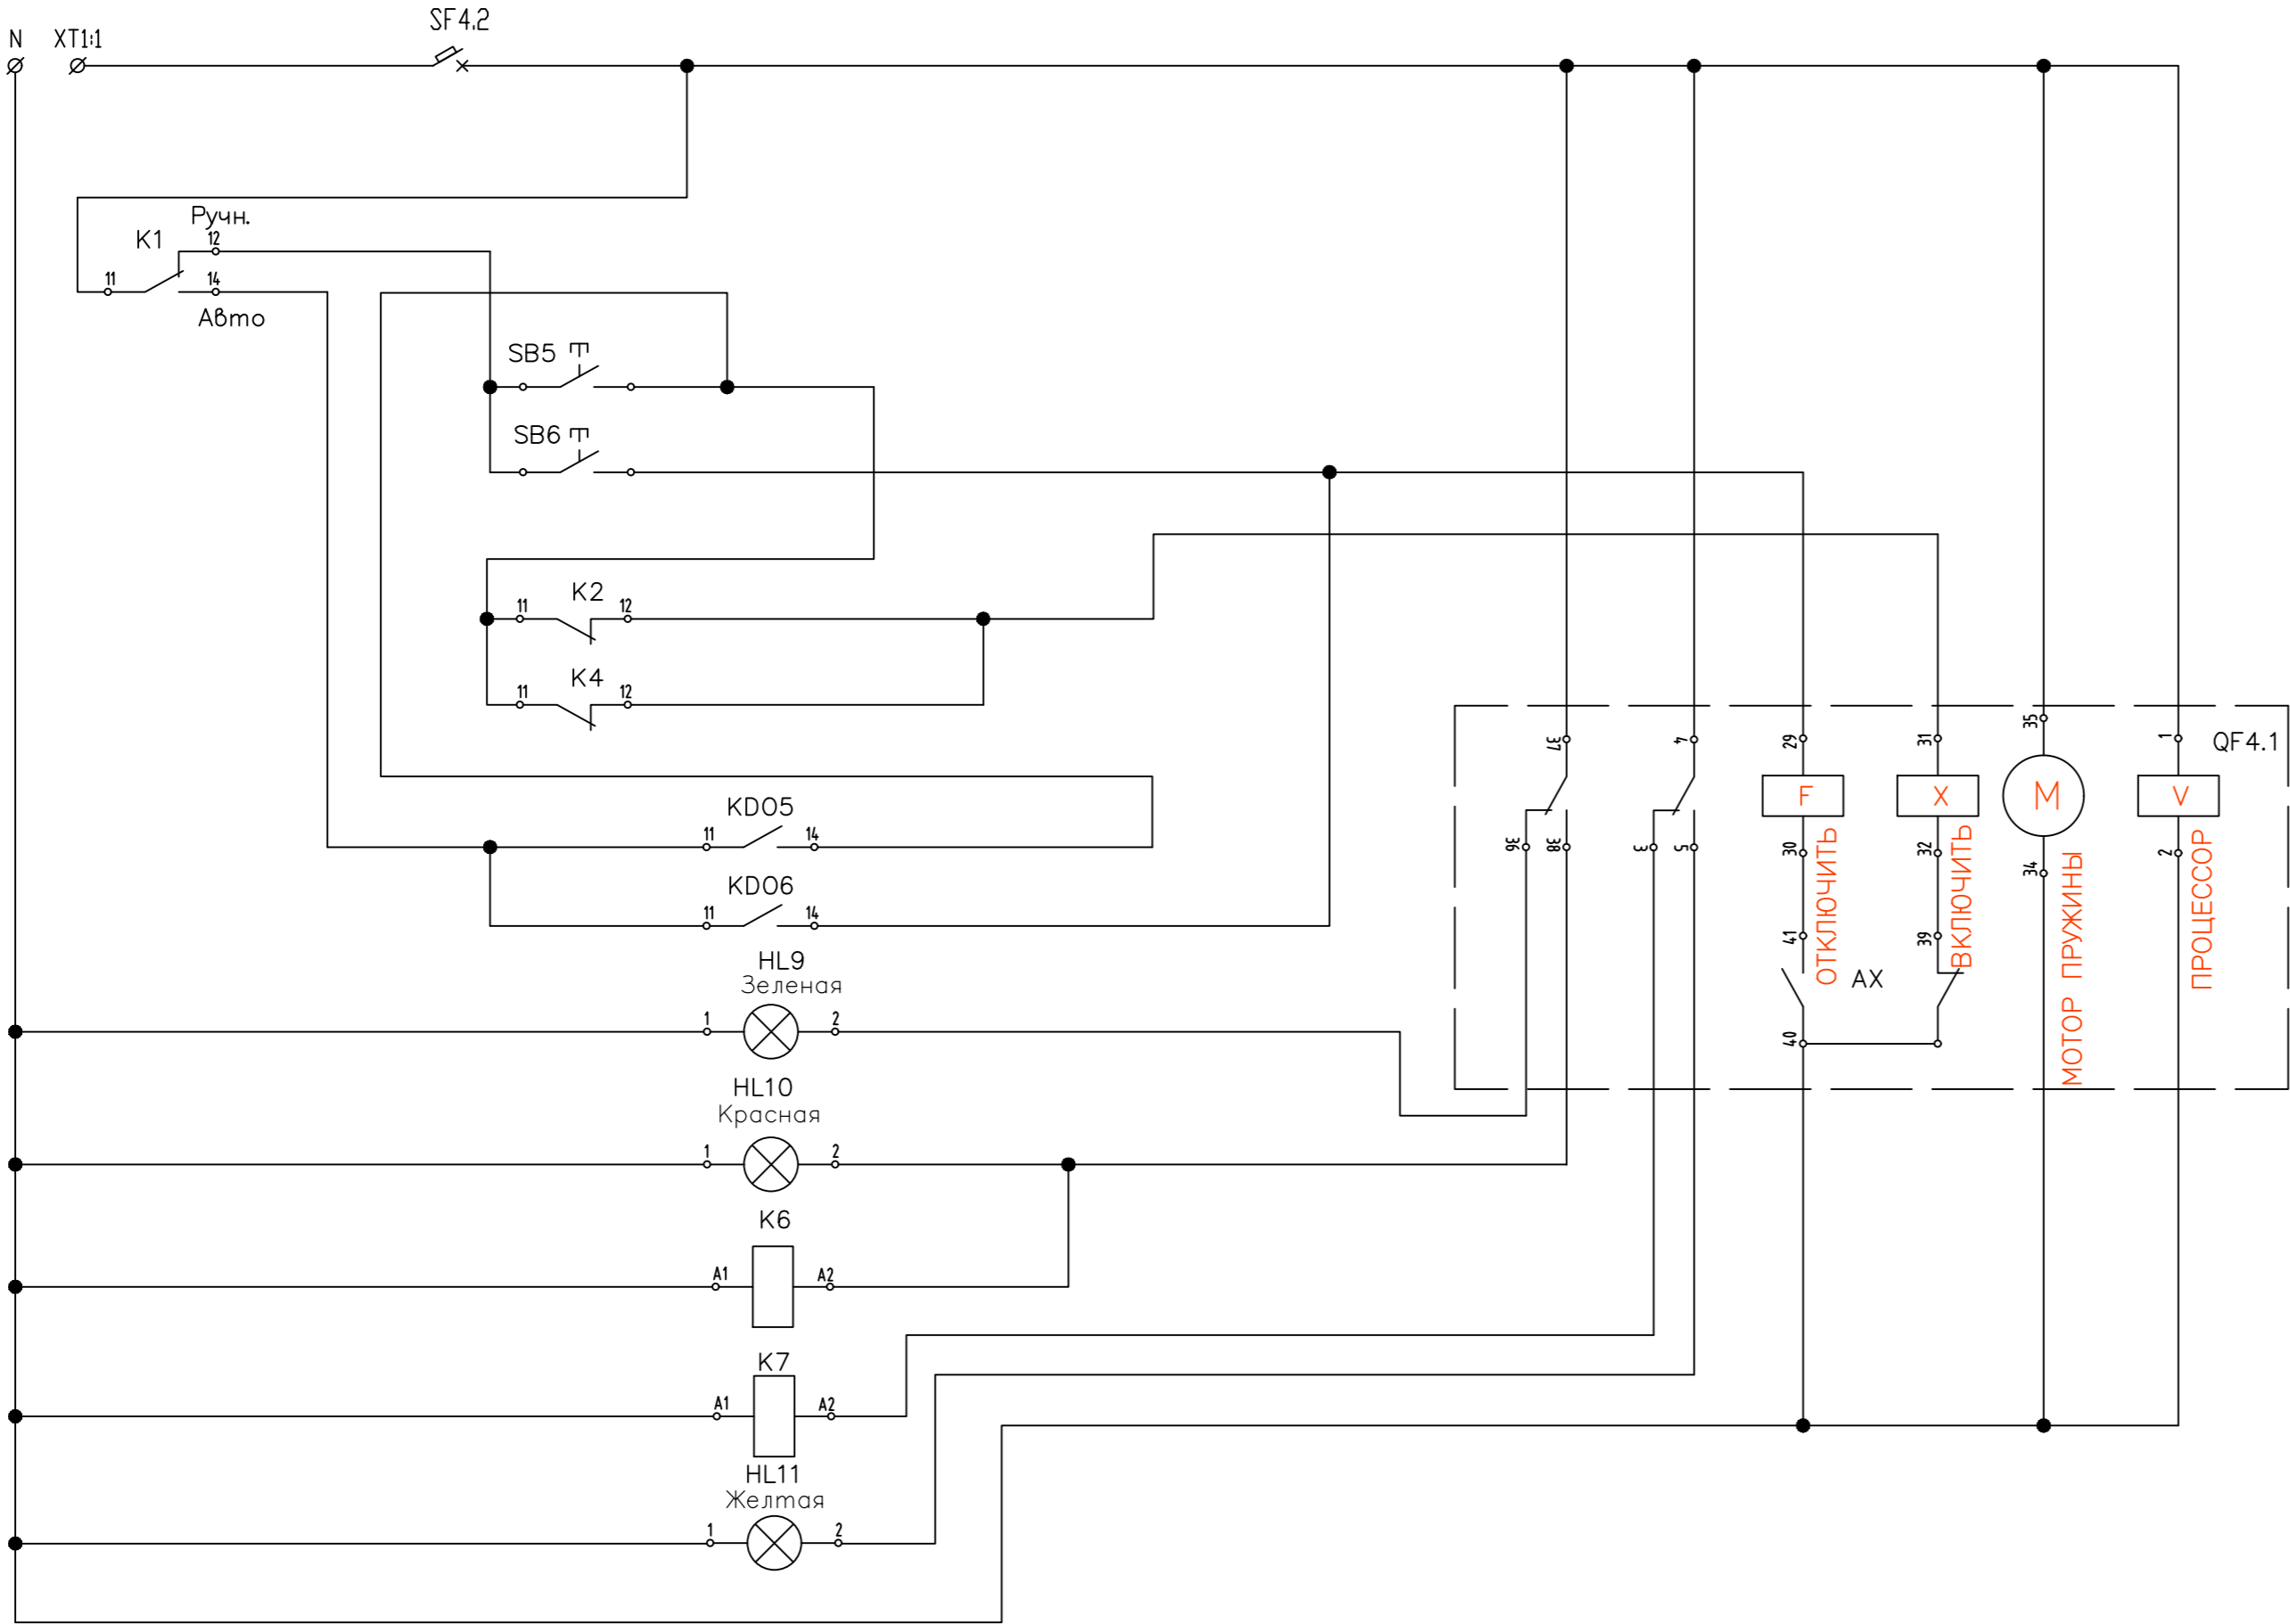 N
XT1:1
SF4.2
Ручн.
K1
12
11
14
Авто
SB5
SB6
K2
11
12
K4
11
12
KDO5
11
14
KDO6
11
14
HL9
Зеленая
1
2
HL10
Красная
1
2
K6
A1
A2
K7
A1
A2
HL11
Желтая
1
2
37
36
38
4
3
5
29
F
30
ОТКЛЮЧИТЬ
41
40
AX
31
X
32
ВКЛЮЧИТЬ
39
35
M
34
МОТОР ПРУЖИНЫ
1
V
2
ПРОЦЕССОР
QF4.1